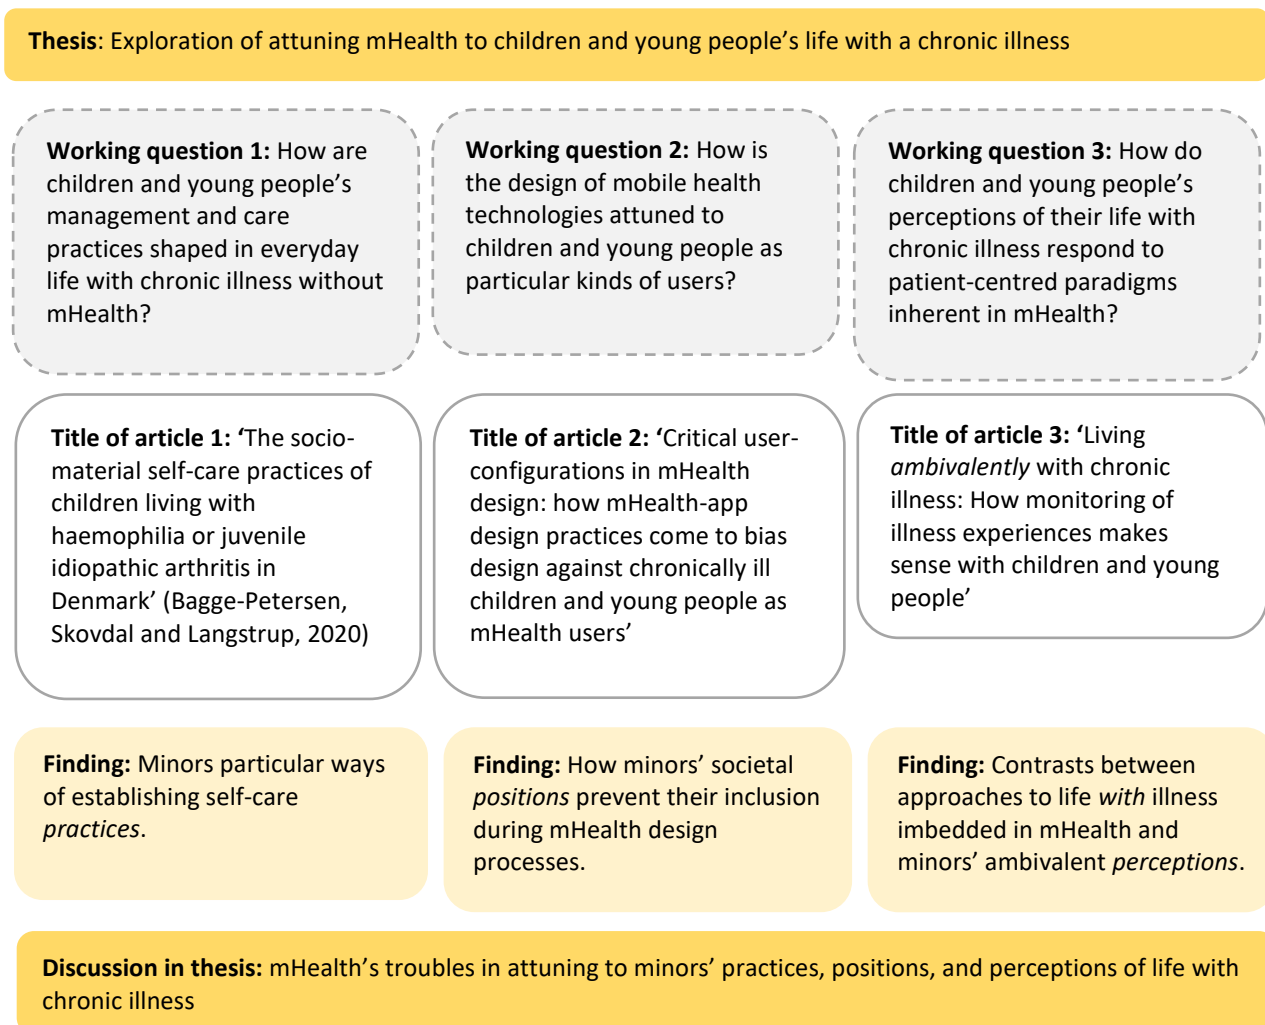 Thesis: Exploration of attuning mHealth to children and young people’s life with a chronic illness
Working question 1: How are
children and young people’s
management and care
practices shaped in everyday
life with chronic illness without
mHealth?
Working question 2: How is
the design of mobile health
technologies attuned to
children and young people as
particular kinds of users?
Working question 3: How do
children and young people’s
perceptions of their life with
chronic illness respond to
patient-centred paradigms
inherent in mHealth?
Title of article 1: ‘The socio-
material self-care practices of
children living with
haemophilia or juvenile
idiopathic arthritis in
Denmark’ (Bagge-Petersen,
Skovdal and Langstrup, 2020)
Title of article 2: ‘Critical user-
configurations in mHealth
design: how mHealth-app
design practices come to bias
design against chronically ill
children and young people as
mHealth users’
Title of article 3: ‘Living
ambivalently with chronic
illness: How monitoring of
illness experiences makes
sense with children and young
people’
Finding: Minors particular ways
of establishing self-care
practices.
Finding: How minors’ societal
positions prevent their inclusion
during mHealth design
processes.
Finding: Contrasts between
approaches to life with illness
imbedded in mHealth and
minors’ ambivalent perceptions.
Discussion in thesis: mHealth’s troubles in attuning to minors’ practices, positions, and perceptions of life with
chronic illness